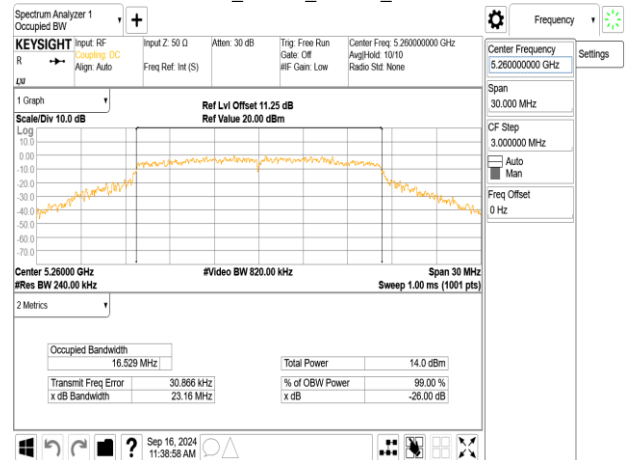 Spectrum Analyzer 1
Occupied BW
Frequency
KEYSIGHT
R
LXI
Input: RF
Coupling: DC
Align: Auto
Input Z: 50 Ω
Freq Ref: Int (S)
Atten: 30 dB
Trig: Free Run
Gate: Off
#IF Gain: Low
Center Freq: 5.260000000 GHz
Avg|Hold: 10/10
Radio Std: None
Center Frequency
5.260000000 GHz
Settings
Span
30.000 MHz
CF Step
3.000000 MHz
Auto
Man
Freq Offset
0 Hz
1 Graph
Ref Lvl Offset 11.25 dB
Scale/Div 10.0 dB
Ref Value 20.00 dBm
Log
10.0
0.00
-10.0
-20.0
-30.0
-40.0
-50.0
-60.0
-70.0
Center 5.26000 GHz
#Video BW 820.00 kHz
Span 30 MHz
#Res BW 240.00 kHz
Sweep 1.00 ms (1001 pts)
2 Metrics
Occupied Bandwidth
16.529 MHz
Total Power 14.0 dBm
Transmit Freq Error 30.866 kHz
% of OBW Power 99.00 %
x dB Bandwidth 23.16 MHz
x dB -26.00 dB
?
Sep 16, 2024
11:38:58 AM